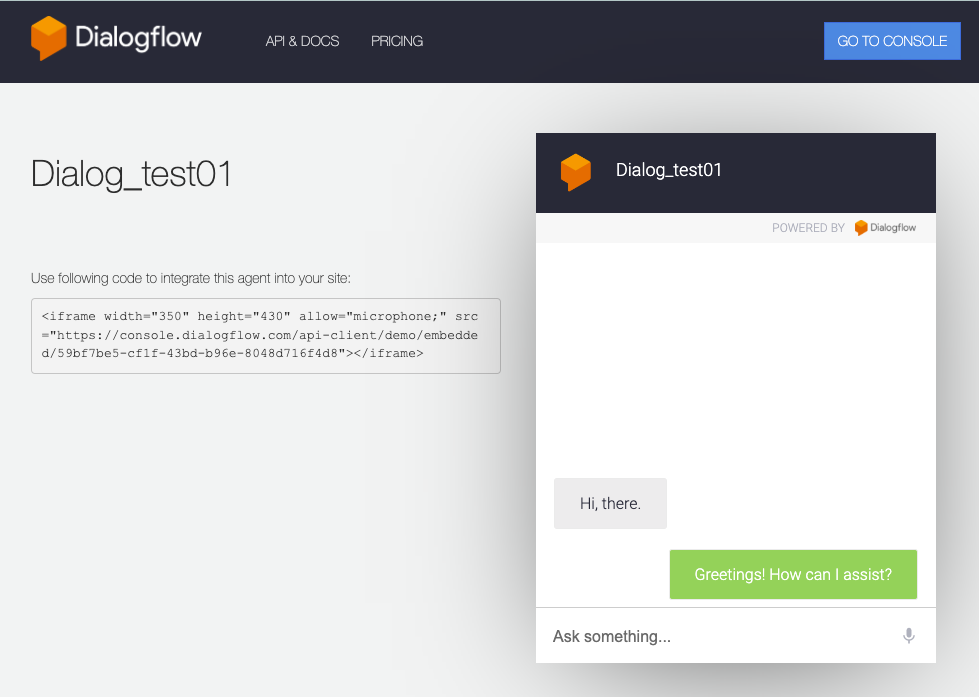 Dialogflow
API & DOCS
PRICING
GO TO CONSOLE
Dialog_test01
Use following code to integrate this agent into your site:
<iframe width="350" height="430" allow="microphone;" src
="https://console.dialogflow.com/api-client/demo/embedde
d/59bf7be5-cf1f-43bd-b96e-8048d716f4d8"></iframe>
Dialog_test01
POWERED BY Dialogflow
Hi, there.
Greetings! How can I assist?
Ask something...